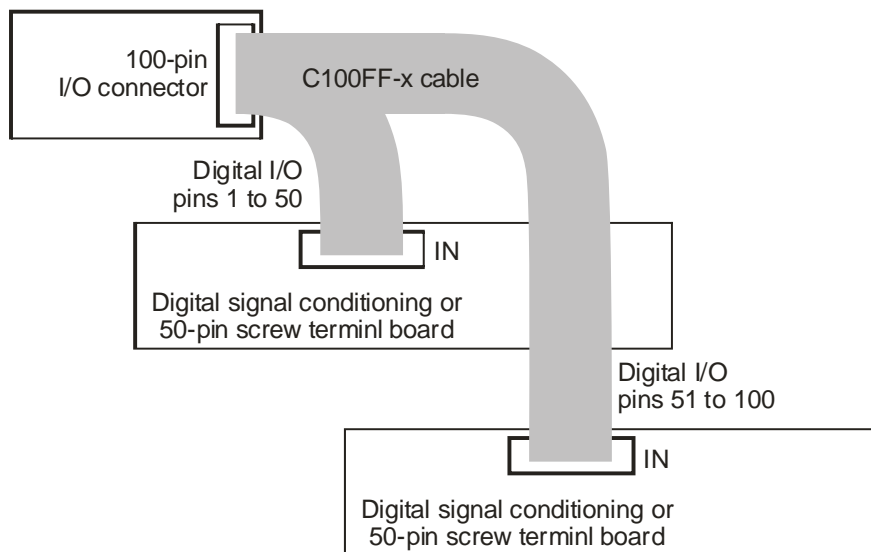 100-pin
I/O connector
C100FF-x cable
Digital I/O
pins 1 to 50
IN
Digital signal conditioning or
50-pin screw terminl board
Digital I/O
pins 51 to 100
IN
Digital signal conditioning or
50-pin screw terminl board